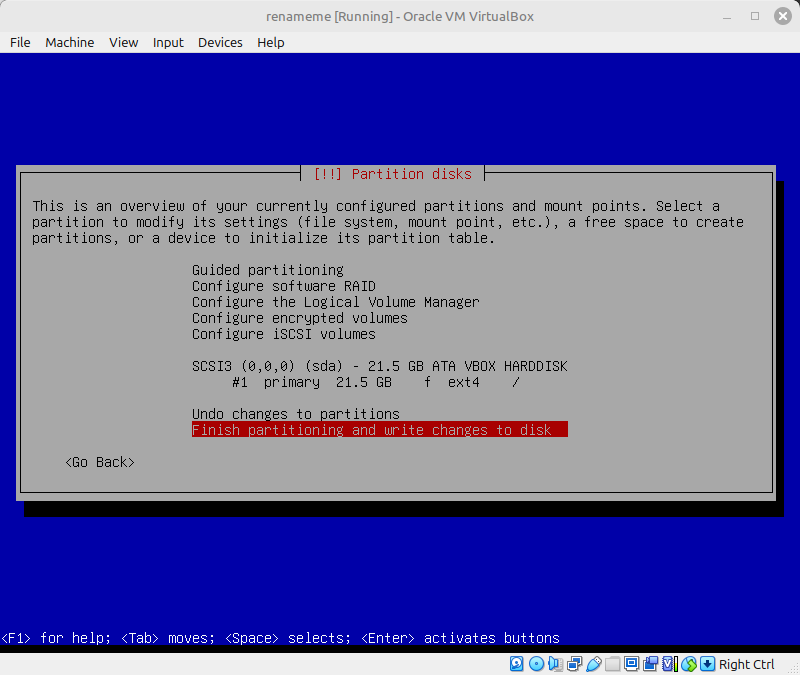 renameme [Running] - Oracle VM VirtualBox
File Machine View Input Devices Help
[!!] Partition disks
This is an overview of your currently configured partitions and mount points. Select a
partition to modify its settings (file system, mount point, etc.), a free space to create
partitions, or a device to initialize its partition table.
Guided partitioning
Configure software RAID
Configure the Logical Volume Manager
Configure encrypted volumes
Configure iSCSI volumes
SCSI3 (0,0,0) (sda) - 21.5 GB ATA VBOX HARDDISK
#1 primary 21.5 GB f ext4 /
Undo changes to partitions
Finish partitioning and write changes to disk
<Go Back>
<F1> for help; <Tab> moves; <Space> selects; <Enter> activates buttons
Right Ctrl